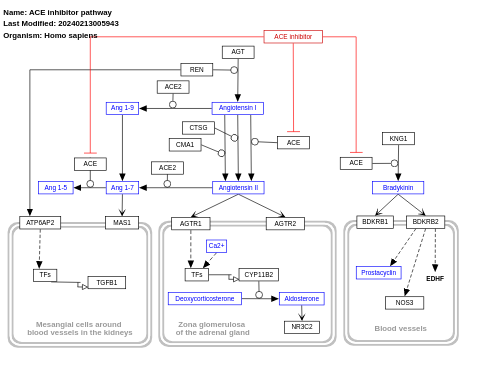 Name: ACE inhibitor pathway
Last Modified: 20240213005943
Organism: Homo sapiens
ACE inhibitor
AGT
REN
ACE2
Ang 1-9
Angiotensin I
CTSG
CMA1
ACE
KNG1
ACE
ACE2
ACE
Ang 1-5
Ang 1-7
Angiotensin II
Bradykinin
ATP6AP2
MAS1
AGTR1
AGTR2
BDKRB1
BDKRB2
Ca2+
TFs
TGFB1
TFs
CYP11B2
Prostacyclin
EDHF
Deoxycorticosterone
Aldosterone
NOS3
NR3C2
Mesangial cells around
blood vessels in the kidneys
Zona glomerulosa
of the adrenal gland
Blood vessels